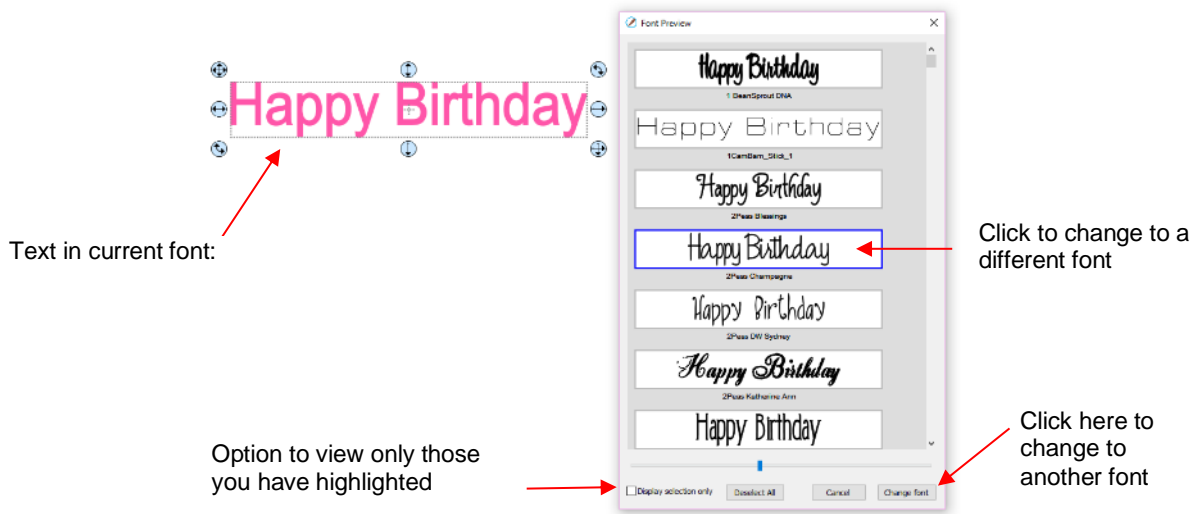 Happy Birthday
Text in current font:
Option to view only those
you have highlighted
Font Preview
Happy Birthday
1 BeanSprout DNA
Happy Birthday
1CamBam_Stick_1
Happy Birthday
2Peas Blessings
Happy Birthday
2Peas Champagne
Happy Birthday
2Peas DW Sydney
Happy Birthday
2Peas Katherine Ann
Happy Birthday
Display selection only
Deselect All
Cancel
Change font
Click to change to a
different font
Click here to
change to
another font